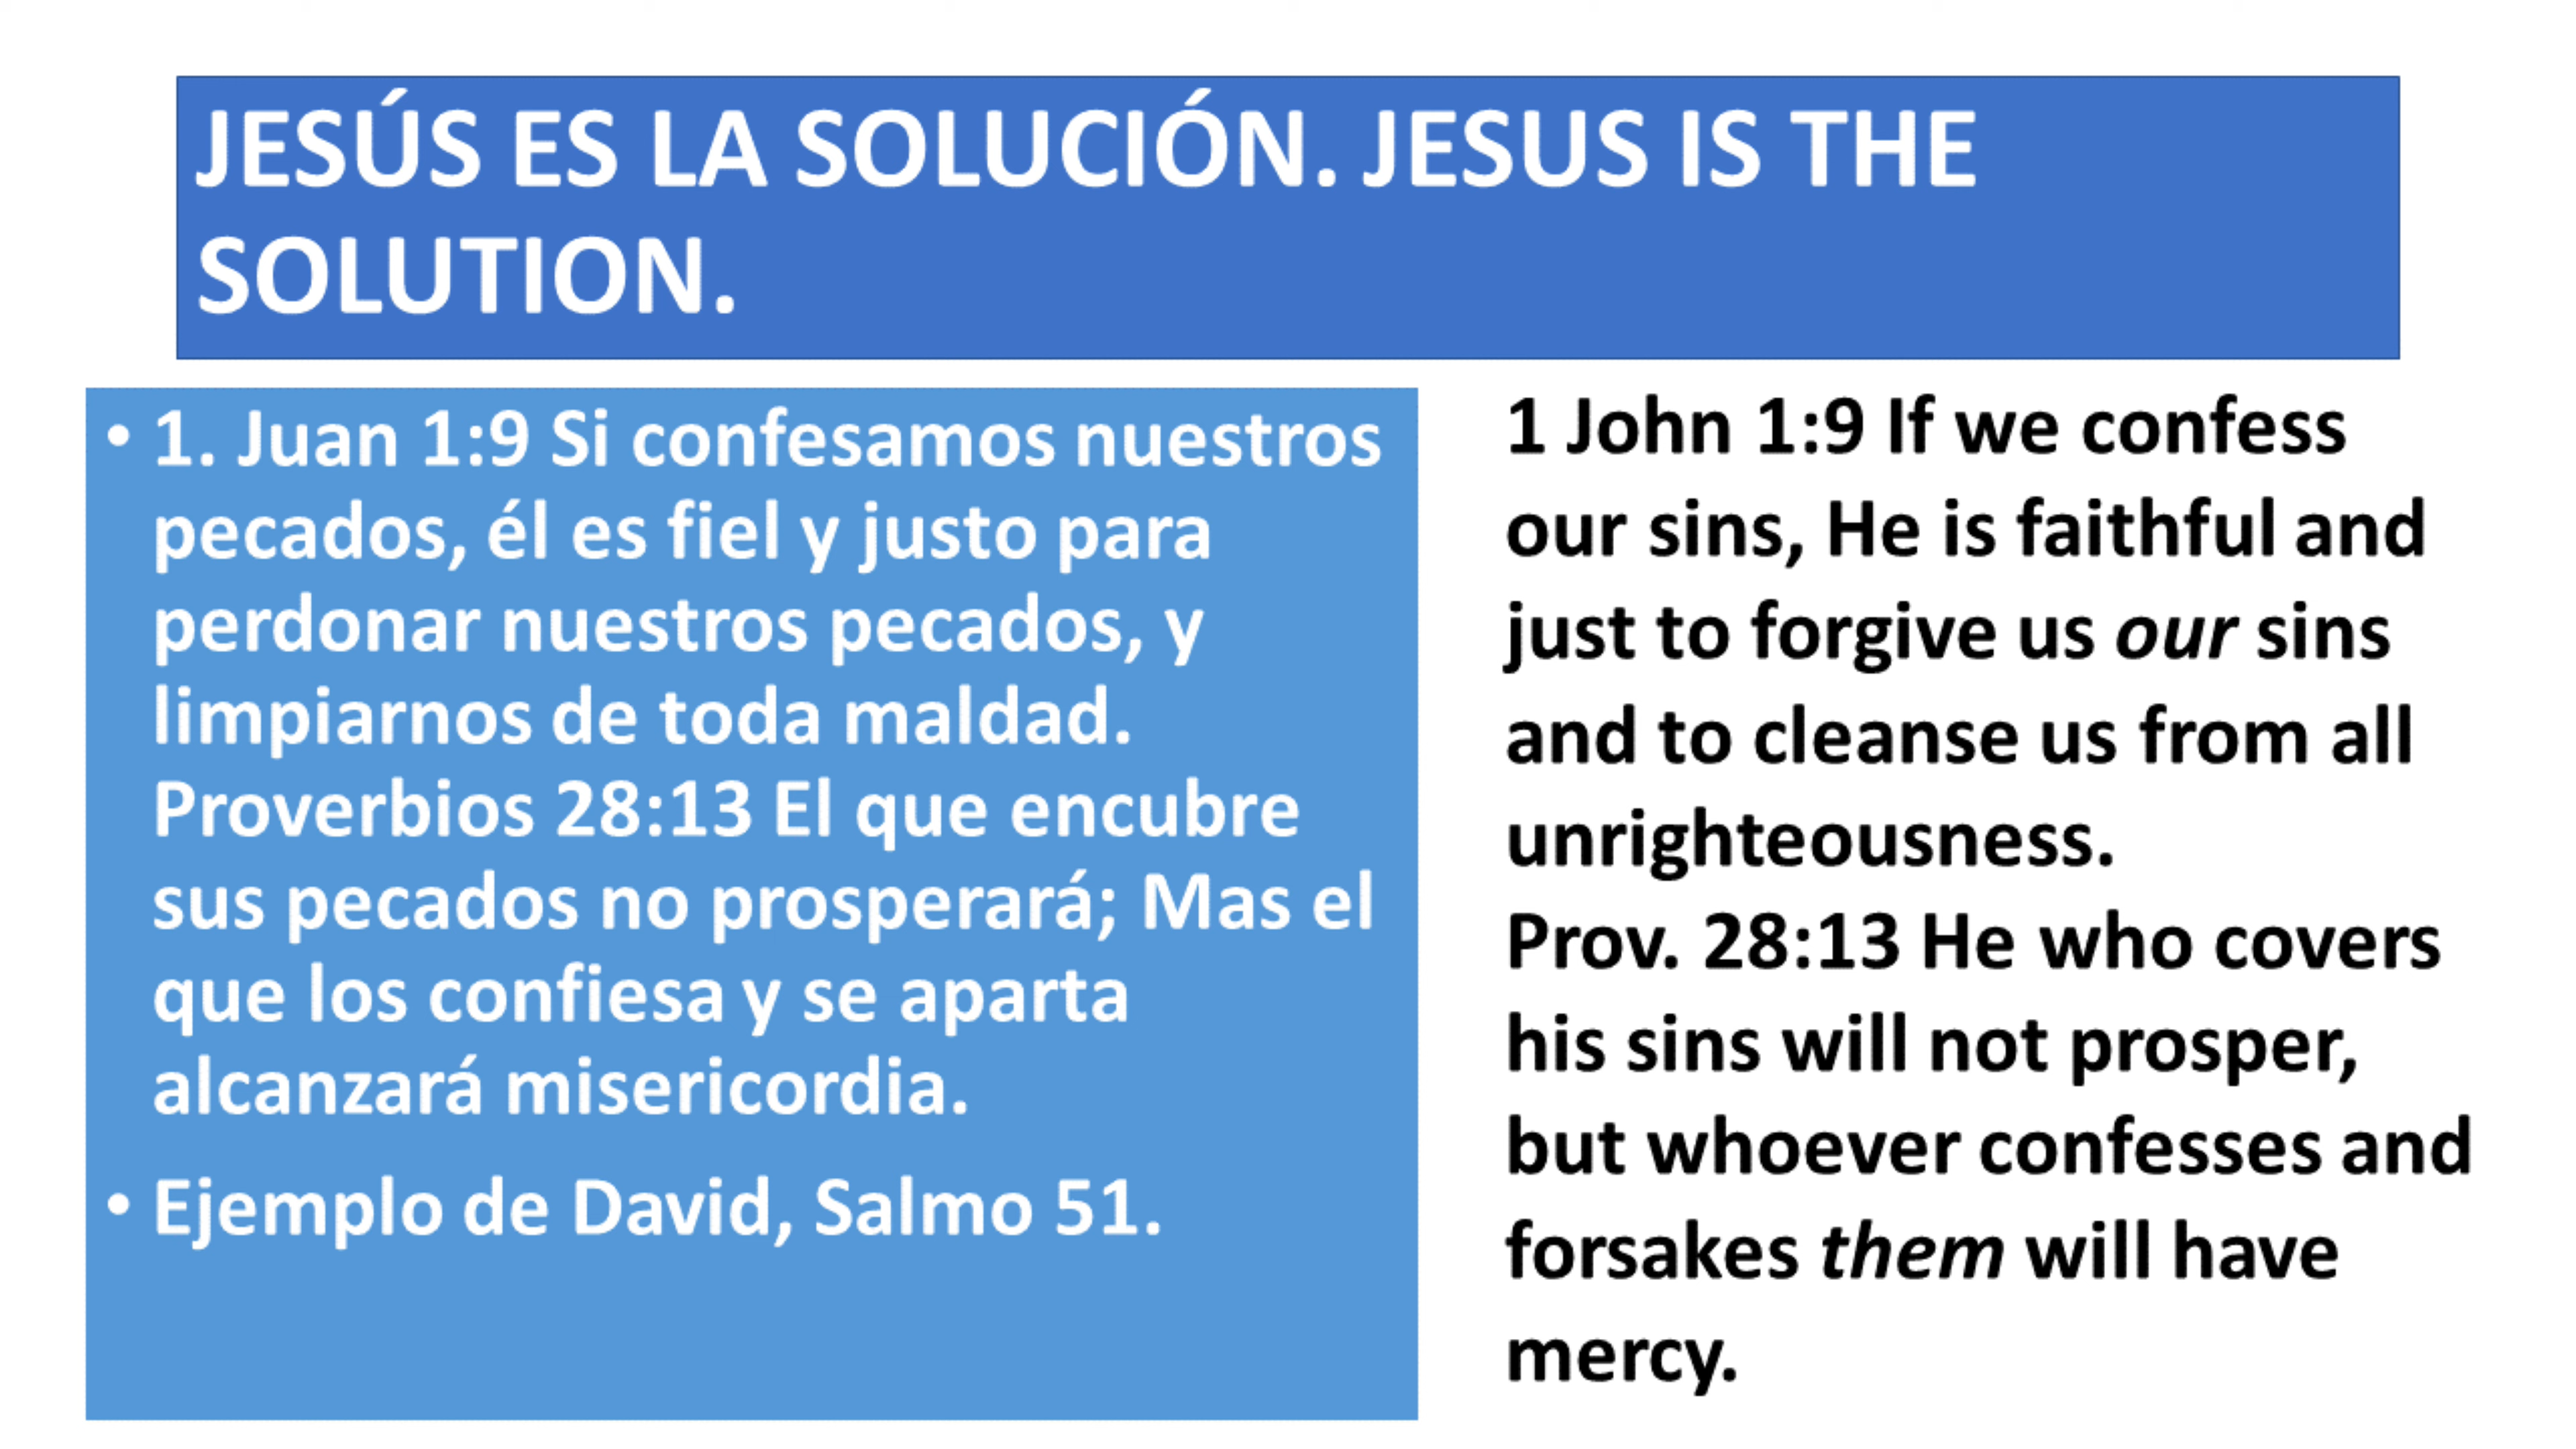 JESÚS ES LA SOLUCIÓN. JESUS IS THE
SOLUTION.
• 1. Juan 1:9 Si confesamos nuestros
pecados, él es fiel y justo para
perdonar nuestros pecados, y
limpiarnos de toda maldad.
Proverbios 28:13 El que encubre
sus pecados no prosperará; Mas el
que los confiesa y se aparta
alcanzará misericordia.
• Ejemplo de David, Salmo 51.
1 John 1:9 If we confess
our sins, He is faithful and
just to forgive us our sins
and to cleanse us from all
unrighteousness.
Prov. 28:13 He who covers
his sins will not prosper,
but whoever confesses and
forsakes them will have
mercy.